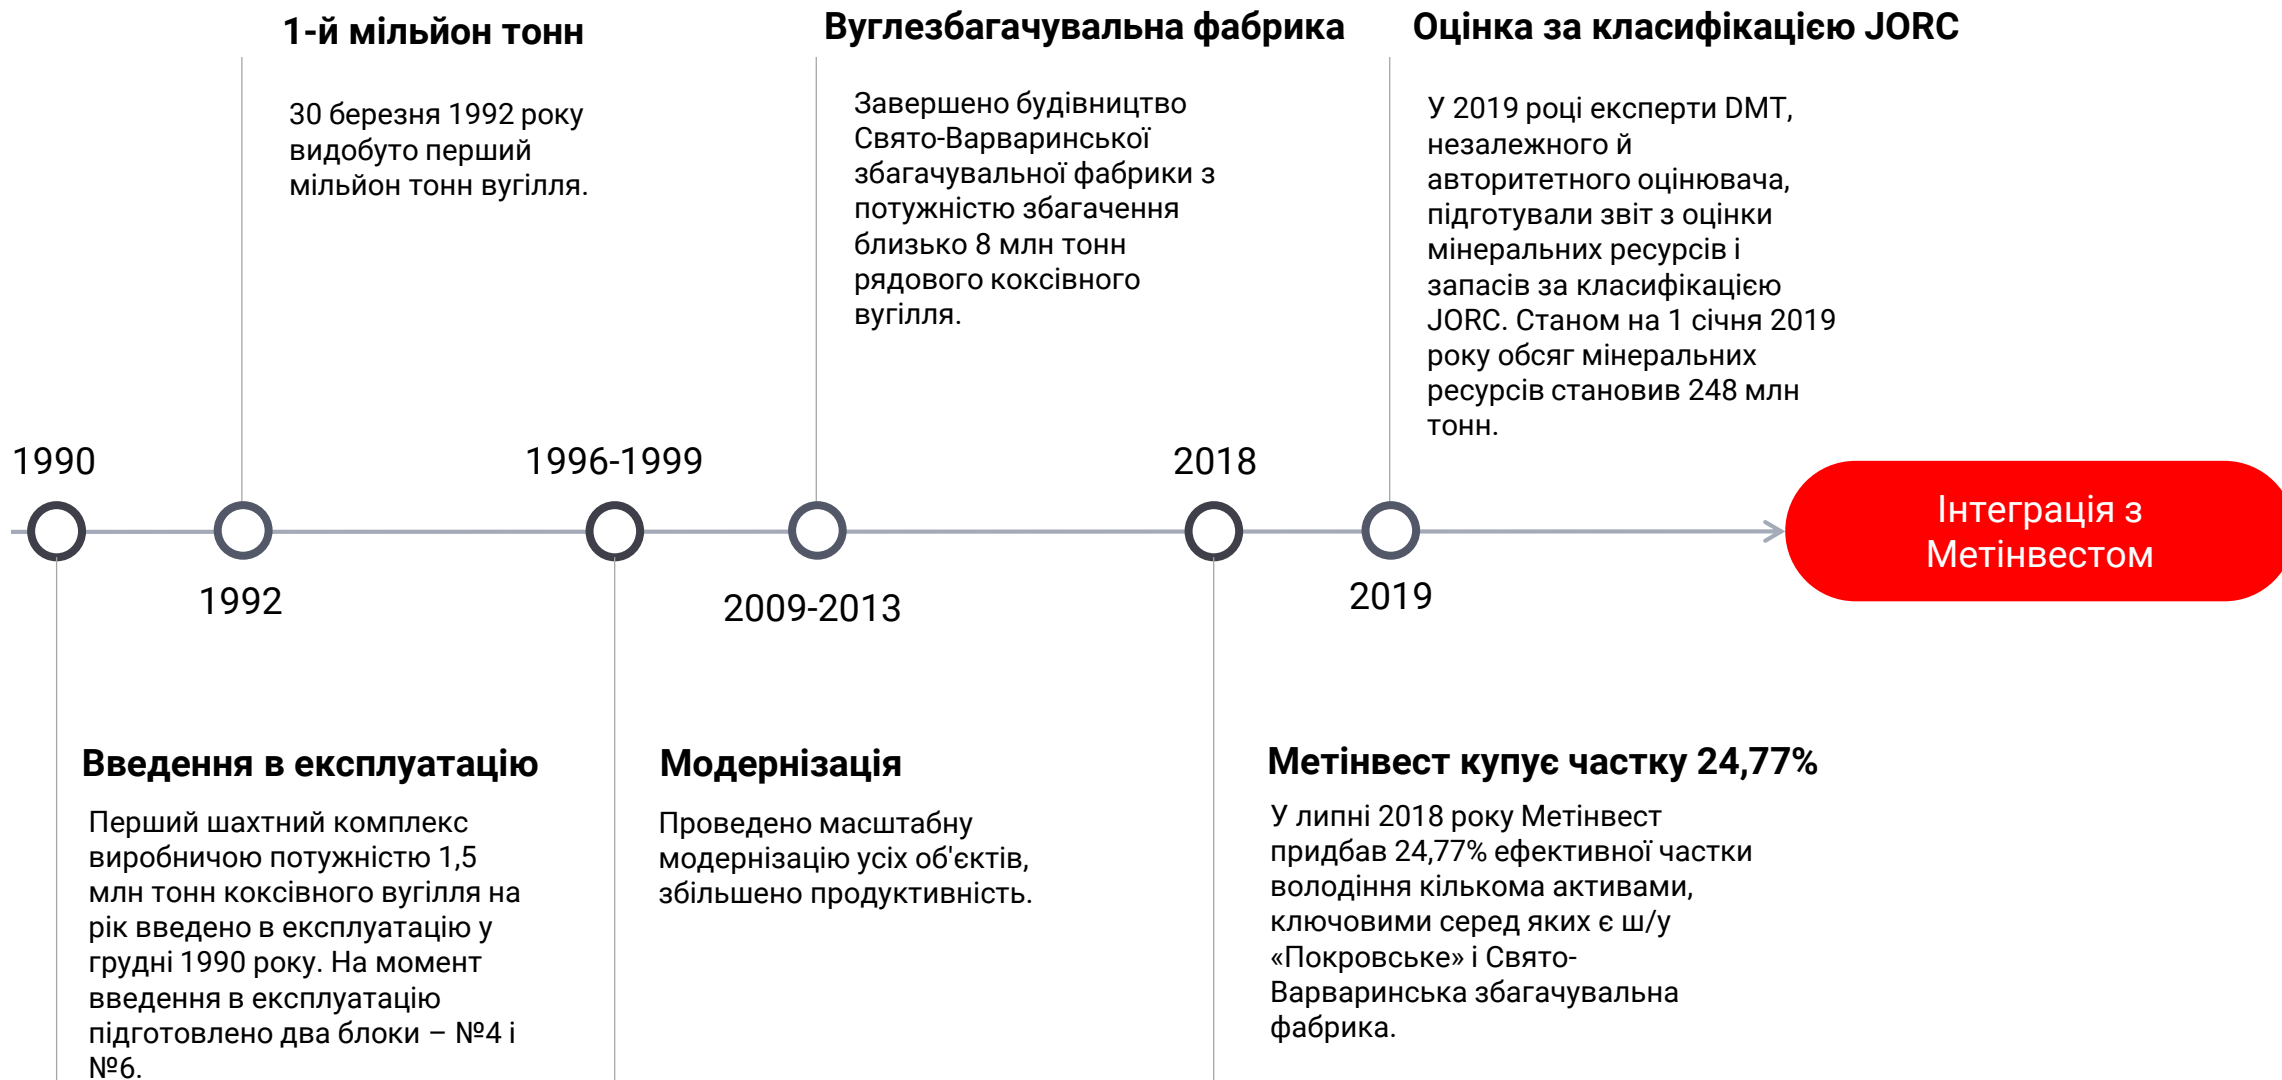 1-й мільйон тонн
30 березня 1992 року
видобуто перший
мільйон тонн вугілля.
Вуглезбагачувальна фабрика
Завершено будівництво
Свято-Варваринської
збагачувальної фабрики з
потужністю збагачення
близько 8 млн тонн
рядового коксівного
вугілля.
Оцінка за класифікацією JORC
У 2019 році експерти DMT,
незалежного й
авторитетного оцінювача,
підготували звіт з оцінки
мінеральних ресурсів і
запасів за класифікацією
JORC. Станом на 1 січня 2019
року обсяг мінеральних
ресурсів становив 248 млн
тонн.
1990
1996-1999
2018
Інтеграція з
Метінвестом
1992
2009-2013
2019
Введення в експлуатацію
Перший шахтний комплекс
виробничою потужністю 1,5
млн тонн коксівного вугілля на
рік введено в експлуатацію у
грудні 1990 року. На момент
введення в експлуатацію
підготовлено два блоки – №4 і
№6.
Модернізація
Проведено масштабну
модернізацію усіх об'єктів,
збільшено продуктивність.
Метінвест купує частку 24,77%
У липні 2018 року Метінвест
придбав 24,77% ефективної частки
володіння кількома активами,
ключовими серед яких є ш/у
«Покровське» і Свято-
Варваринська збагачувальна
фабрика.